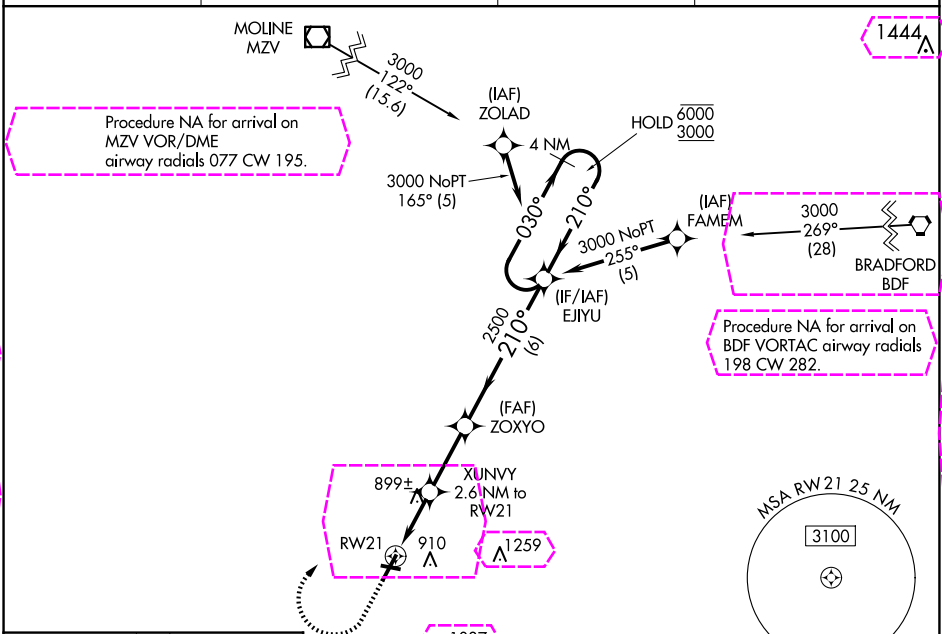 MOLINE
MZV
3000
122°
(15.6)
1444
Procedure NA for arrival on
MZV VOR/DME
airway radials 077 CW 195.
(IAF)
ZOLAD
4 NM
HOLD 6000
3000
3000 NoPT
165° (5)
030°
210°
(IAF)
FAMEM
3000 NoPT
255°
(5)
3000
269°
(28)
BRADFORD
BDF
(IF/IAF)
EJIYU
2500
210°
(6)
Procedure NA for arrival on
BDF VORTAC airway radials
198 CW 282.
(FAF)
ZOXYO
899±
XUNVY
2.6 NM to
RW21
RW21
910
1259
MSA RW 21 25 NM
3100